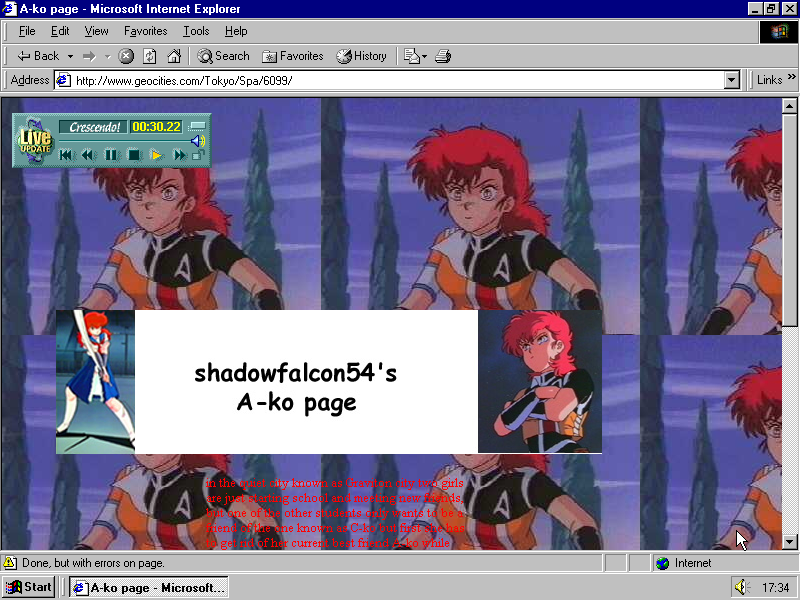 A-ko page - Microsoft Internet Explorer
File Edit View Favorites Tools Help
Back Search Favorites History
Address http://www.geocities.com/Tokyo/Spa/6099/ Links »
Crescendo! 00:30.22
Live
UPDATE
shadowfalcon54's
A-ko page
in the quiet city known as Graviton city two girls
are just starting school and meeting new friends,
but one of the other students only wants to be a
friend of the one known as C-ko but first she has
get rid of her current best friend A-ko while
Done, but with errors on page. Internet
Start A-ko page - Microsoft... 17:34